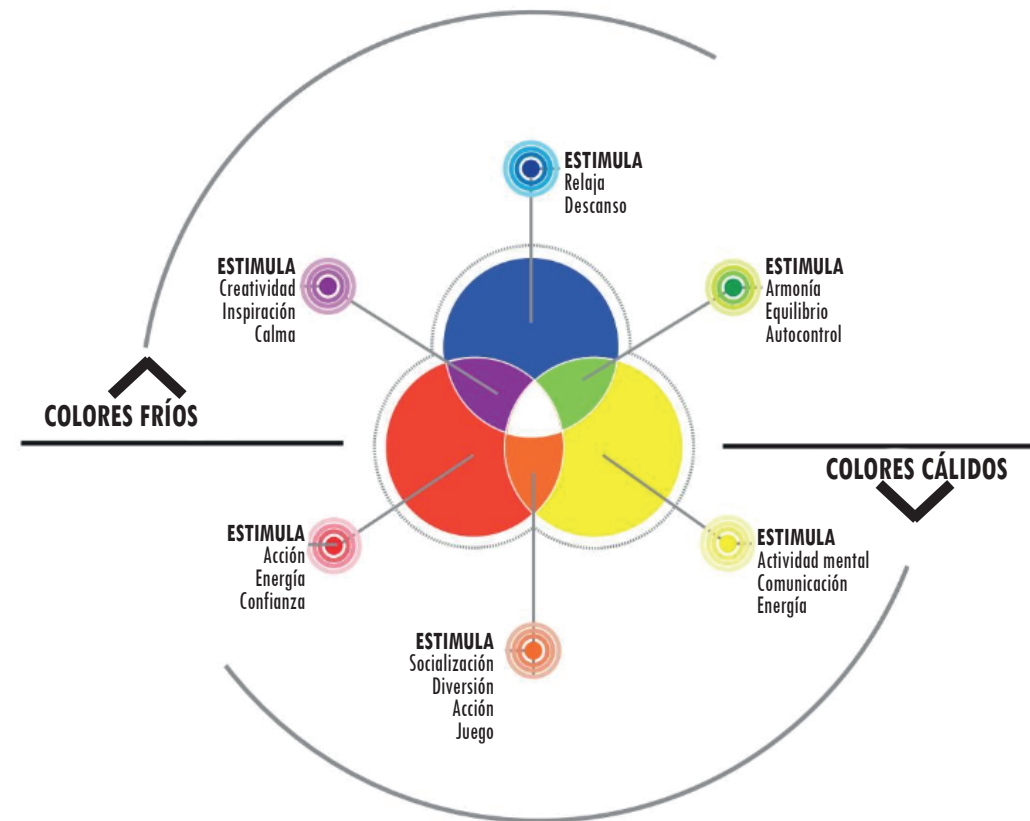 ESTIMULA
Relaja
Descanso
ESTIMULA
Creatividad
Inspiración
Calma
ESTIMULA
Armonía
Equilibrio
Autocontrol
COLORES FRÍOS
COLORES CÁLIDOS
ESTIMULA
Acción
Energía
Confianza
ESTIMULA
Actividad mental
Comunicación
Energía
ESTIMULA
Socialización
Diversión
Acción
Juego